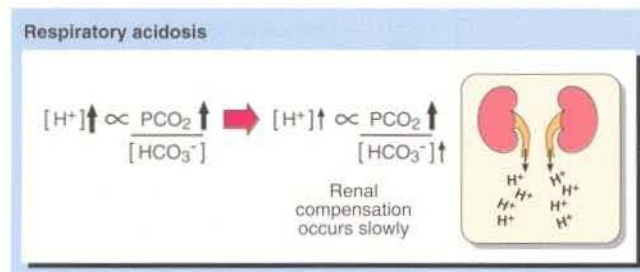 Respiratory acidosis
[H⁺]⬆ ∝ PCO₂ ⬆ ➡ [H⁺]↑ ∝ PCO₂ ⬆
[HCO₃⁻] [HCO₃⁻]↑
Renal
compensation
occurs slowly
H⁺ H⁺
H⁺ H⁺
H⁺ H⁺
H⁺ H⁺